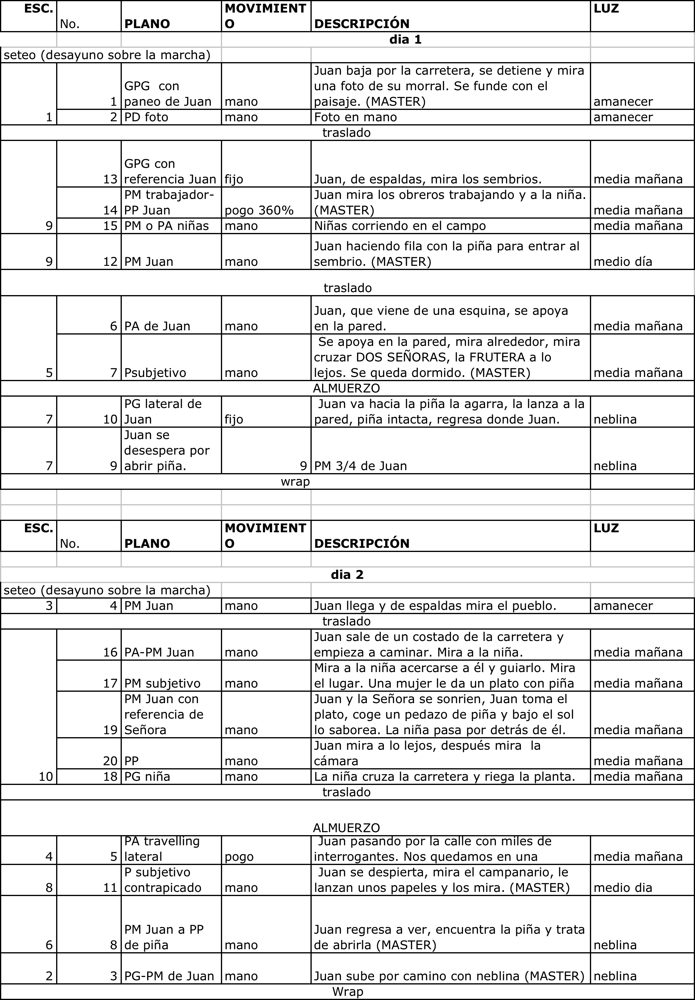 ESC. No. PLANO MOVIMIENT
O DESCRIPCIÓN LUZ
dia 1
seteo (desayuno sobre la marcha)
1 1 GPG  con
paneo de Juan mano Juan baja por la carretera, se detiene y mira
una foto de su morral. Se funde con el
paisaje. (MASTER) amanecer
2 PD foto mano Foto en mano amanecer
traslado
9 13 GPG con
referencia Juan fijo Juan, de espaldas, mira los sembrios. media mañana
14 PM trabajador-
PP Juan pogo 360% Juan mira los obreros trabajando y a la niña.
(MASTER) media mañana
15 PM o PA niñas mano Niñas corriendo en el campo media mañana
9 12 PM Juan mano Juan haciendo fila con la piña para entrar al
sembrio. (MASTER) medio día
traslado
5 6 PA de Juan mano Juan, que viene de una esquina, se apoya
en la pared. media mañana
7 Psubjetivo mano Se apoya en la pared, mira alrededor, mira
cruzar DOS SEÑORAS, la FRUTERA a lo
lejos. Se queda dormido. (MASTER) media mañana
ALMUERZO
7 10 PG lateral de
Juan fijo Juan va hacia la piña la agarra, la lanza a la
pared, piña intacta, regresa donde Juan. neblina
7 9 Juan se
desespera por
abrir piña. 9 PM 3/4 de Juan neblina
wrap
ESC. No. PLANO MOVIMIENT
O DESCRIPCIÓN LUZ
dia 2
seteo (desayuno sobre la marcha)
3 4 PM Juan mano Juan llega y de espaldas mira el pueblo. amanecer
traslado
10 16 PA-PM Juan mano Juan sale de un costado de la carretera y
empieza a caminar. Mira a la niña. media mañana
17 PM subjetivo mano Mira a la niña acercarse a él y guiarlo. Mira
el lugar. Una mujer le da un plato con piña media mañana
19 PM Juan con
referencia de
Señora mano Juan y la Señora se sonrien, Juan toma el
plato, coge un pedazo de piña y bajo el sol
lo saborea. La niña pasa por detrás de él. media mañana
20 PP mano Juan mira a lo lejos, después mira  la
cámara media mañana
18 PG niña mano La niña cruza la carretera y riega la planta. media mañana
traslado
ALMUERZO
4 5 PA travelling
lateral pogo Juan pasando por la calle con miles de
interrogantes. Nos quedamos en una media mañana
8 11 P subjetivo
contrapicado mano Juan se despierta, mira el campanario, le
lanzan unos papeles y los mira. (MASTER) medio dia
6 8 PM Juan a PP
de piña mano Juan regresa a ver, encuentra la piña y trata
de abrirla (MASTER) neblina
2 3 PG-PM de Juan mano Juan sube por camino con neblina (MASTER) neblina
Wrap